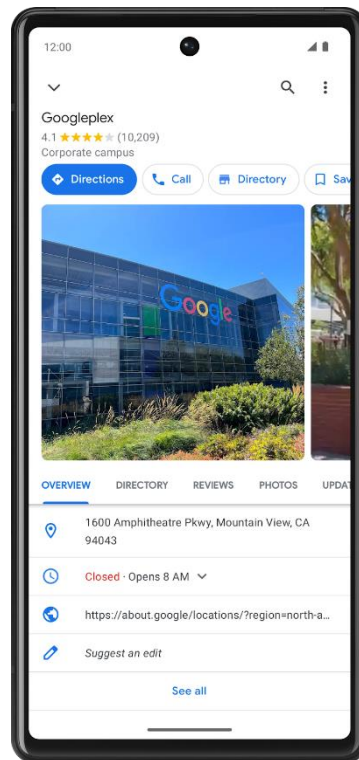 12:00
Googleplex
4.1 ★★★★★ (10,209)
Corporate campus
Directions
Call
Directory
Sav
Google
OVERVIEW
DIRECTORY
REVIEWS
PHOTOS
UPDAT
1600 Amphitheatre Pkwy, Mountain View, CA
94043
Closed · Opens 8 AM
https://about.google/locations/?region=north-a...
Suggest an edit
See all